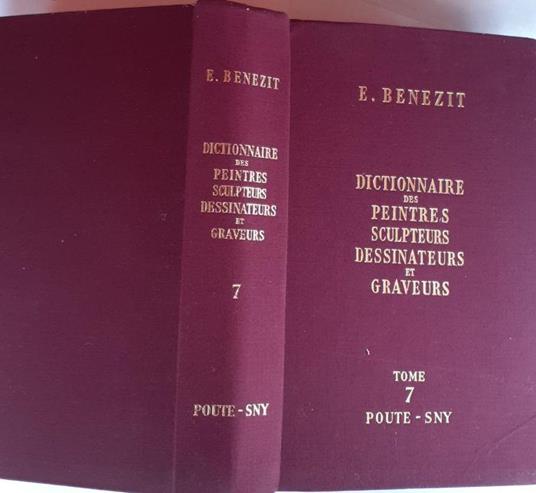 E. BENEZIT
DICTIONNAIRE
DES
PEINTRES
SCULPTEURS
DESSINATEURS
ET
GRAVEURS
7
POUTE - SNY
E. BENEZIT
DICTIONNAIRE
DES
PEINTRES
SCULPTEURS
DESSINATEURS
ET
GRAVEURS
TOME
7
POUTE - SNY